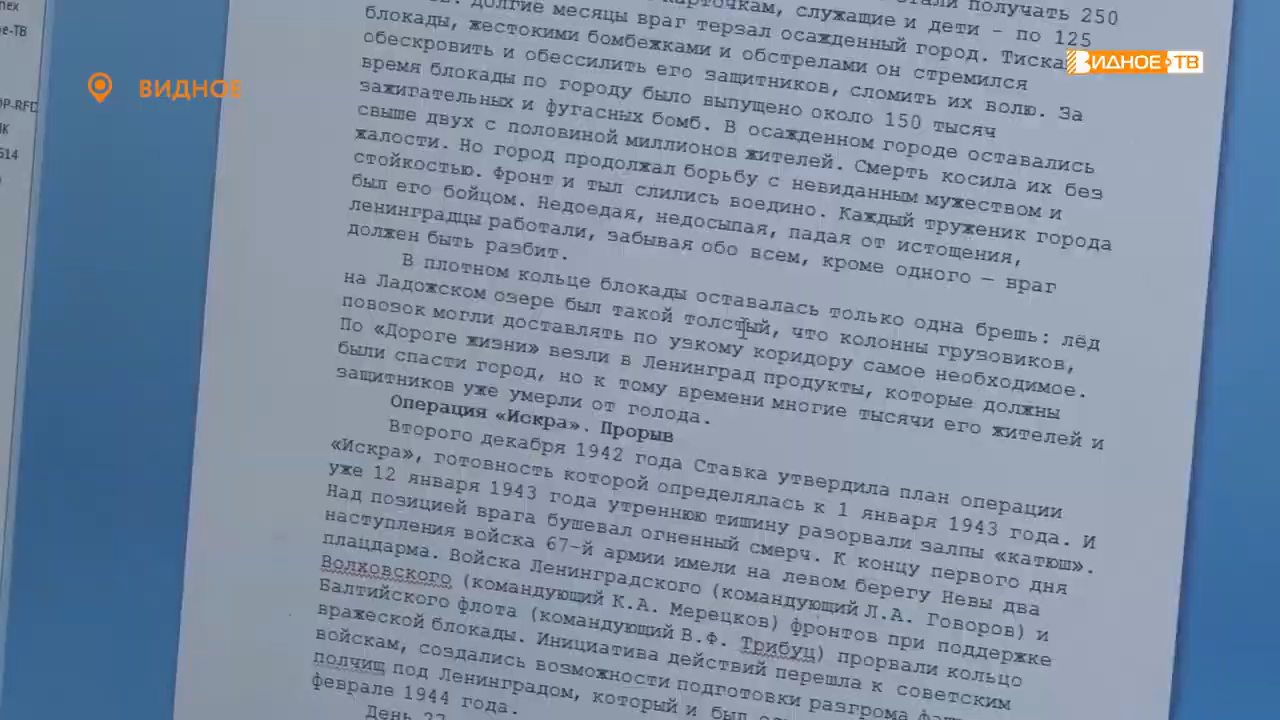 ВИДНОЕ
ВИДНОЕ·ТВ
получать 250
карточкам, служащие и дети – по 125
долгие месяцы враг терзал осажденный город.
блокады, жестокими бомбежками и обстрелами он стремился
обескровить и обессилить его защитников, сломить их волю. За
время блокады по городу было выпущено около 150 тысяч
зажигательных и фугасных бомб. В осажденном городе оставались
свыше двух с половиной миллионов жителей. Смерть косила их без
жалости. Но город продолжал борьбу с невиданным мужеством и
стойкостью. Фронт и тыл слились воедино. Каждый труженик города
был его бойцом. Недоедая, недосыпая, падая от истощения,
ленинградцы работали, забывая обо всем, кроме одного – враг
должен быть разбит.
В плотном кольце блокады оставалась только одна брешь: лёд
на Ладожском озере был такой толстый, что колонны грузовиков,
повозок могли доставлять по узкому коридору самое необходимое.
По «Дороге жизни» везли в Ленинград продукты, которые должны
были спасти город, но к тому времени многие тысячи его жителей и
защитников уже умерли от голода.
Операция «Искра». Прорыв
Второго декабря 1942 года Ставка утвердила план операции
«Искра», готовность которой определялась к 1 января 1943 года. И
уже 12 января 1943 года утреннюю тишину разорвали залпы «катюш».
Над позицией врага бушевал огненный смерч. К концу первого дня
наступления войска 67-й армии имели на левом берегу Невы два
плацдарма. Войска Ленинградского (командующий Л.А. Говоров) и
Волховского (командующий К.А. Мерецков) фронтов при поддержке
Балтийского флота (командующий В.Ф. Трибуц) прорвали кольцо
вражеской блокады. Инициатива действий перешла к советским
войскам, создались возможности подготовки разгрома
полчищ под Ленинградом, который и был
феврале 1944 года.
День 27